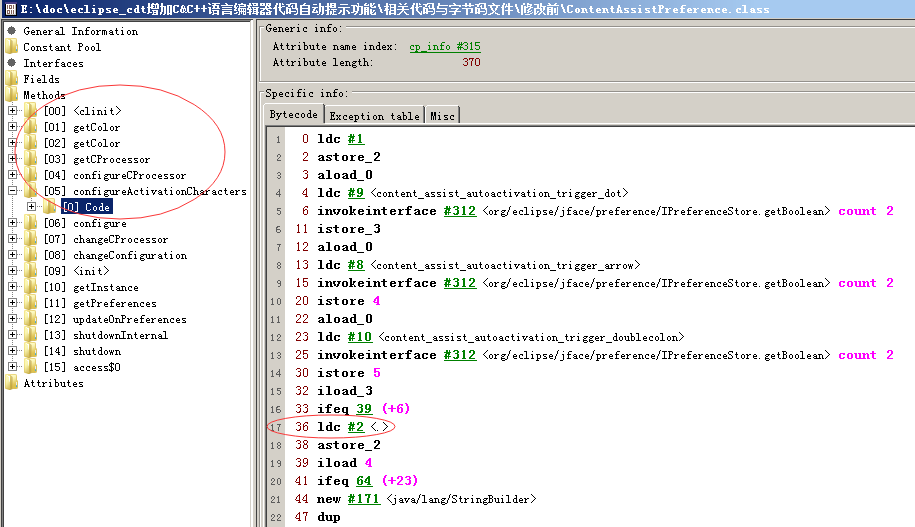 E:\doc\eclipse_cdt增加C&C++语言编辑器代码自动提示功能\相关代码与字节码文件\修改前\ContentAssistPreference.class
General Information
Constant Pool
Interfaces
Fields
Methods
[00] <clinit>
[01] getColor
[02] getColor
[03] getCProcessor
[04] configureCProcessor
[05] configureActivationCharacters
[0] Code
[06] configure
[07] changeCProcessor
[08] changeConfiguration
[09] <init>
[10] getInstance
[11] getPreferences
[12] updateOnPreferences
[13] shutdownInternal
[14] shutdown
[15] access$0
Attributes
Generic info:
Attribute name index: cp_info #315
Attribute length: 370
Specific info:
Bytecode Exception table Misc
1 0 ldc #1
2 2 astore_2
3 3 aload_0
4 4 ldc #9 <content_assist_autoactivation_trigger_dot>
5 6 invokeinterface #312 <org/eclipse/jface/preference/IPreferenceStore.getBoolean> count 2
6 11 istore_3
7 12 aload_0
8 13 ldc #8 <content_assist_autoactivation_trigger_arrow>
9 15 invokeinterface #312 <org/eclipse/jface/preference/IPreferenceStore.getBoolean> count 2
10 20 istore 4
11 22 aload_0
12 23 ldc #10 <content_assist_autoactivation_trigger_doublecolon>
13 25 invokeinterface #312 <org/eclipse/jface/preference/IPreferenceStore.getBoolean> count 2
14 30 istore 5
15 32 iload_3
16 33 ifeq 39 (+6)
17 36 ldc #2 <.>
18 38 astore_2
19 39 iload 4
20 41 ifeq 64 (+23)
21 44 new #171 <java/lang/StringBuilder>
22 47 dup